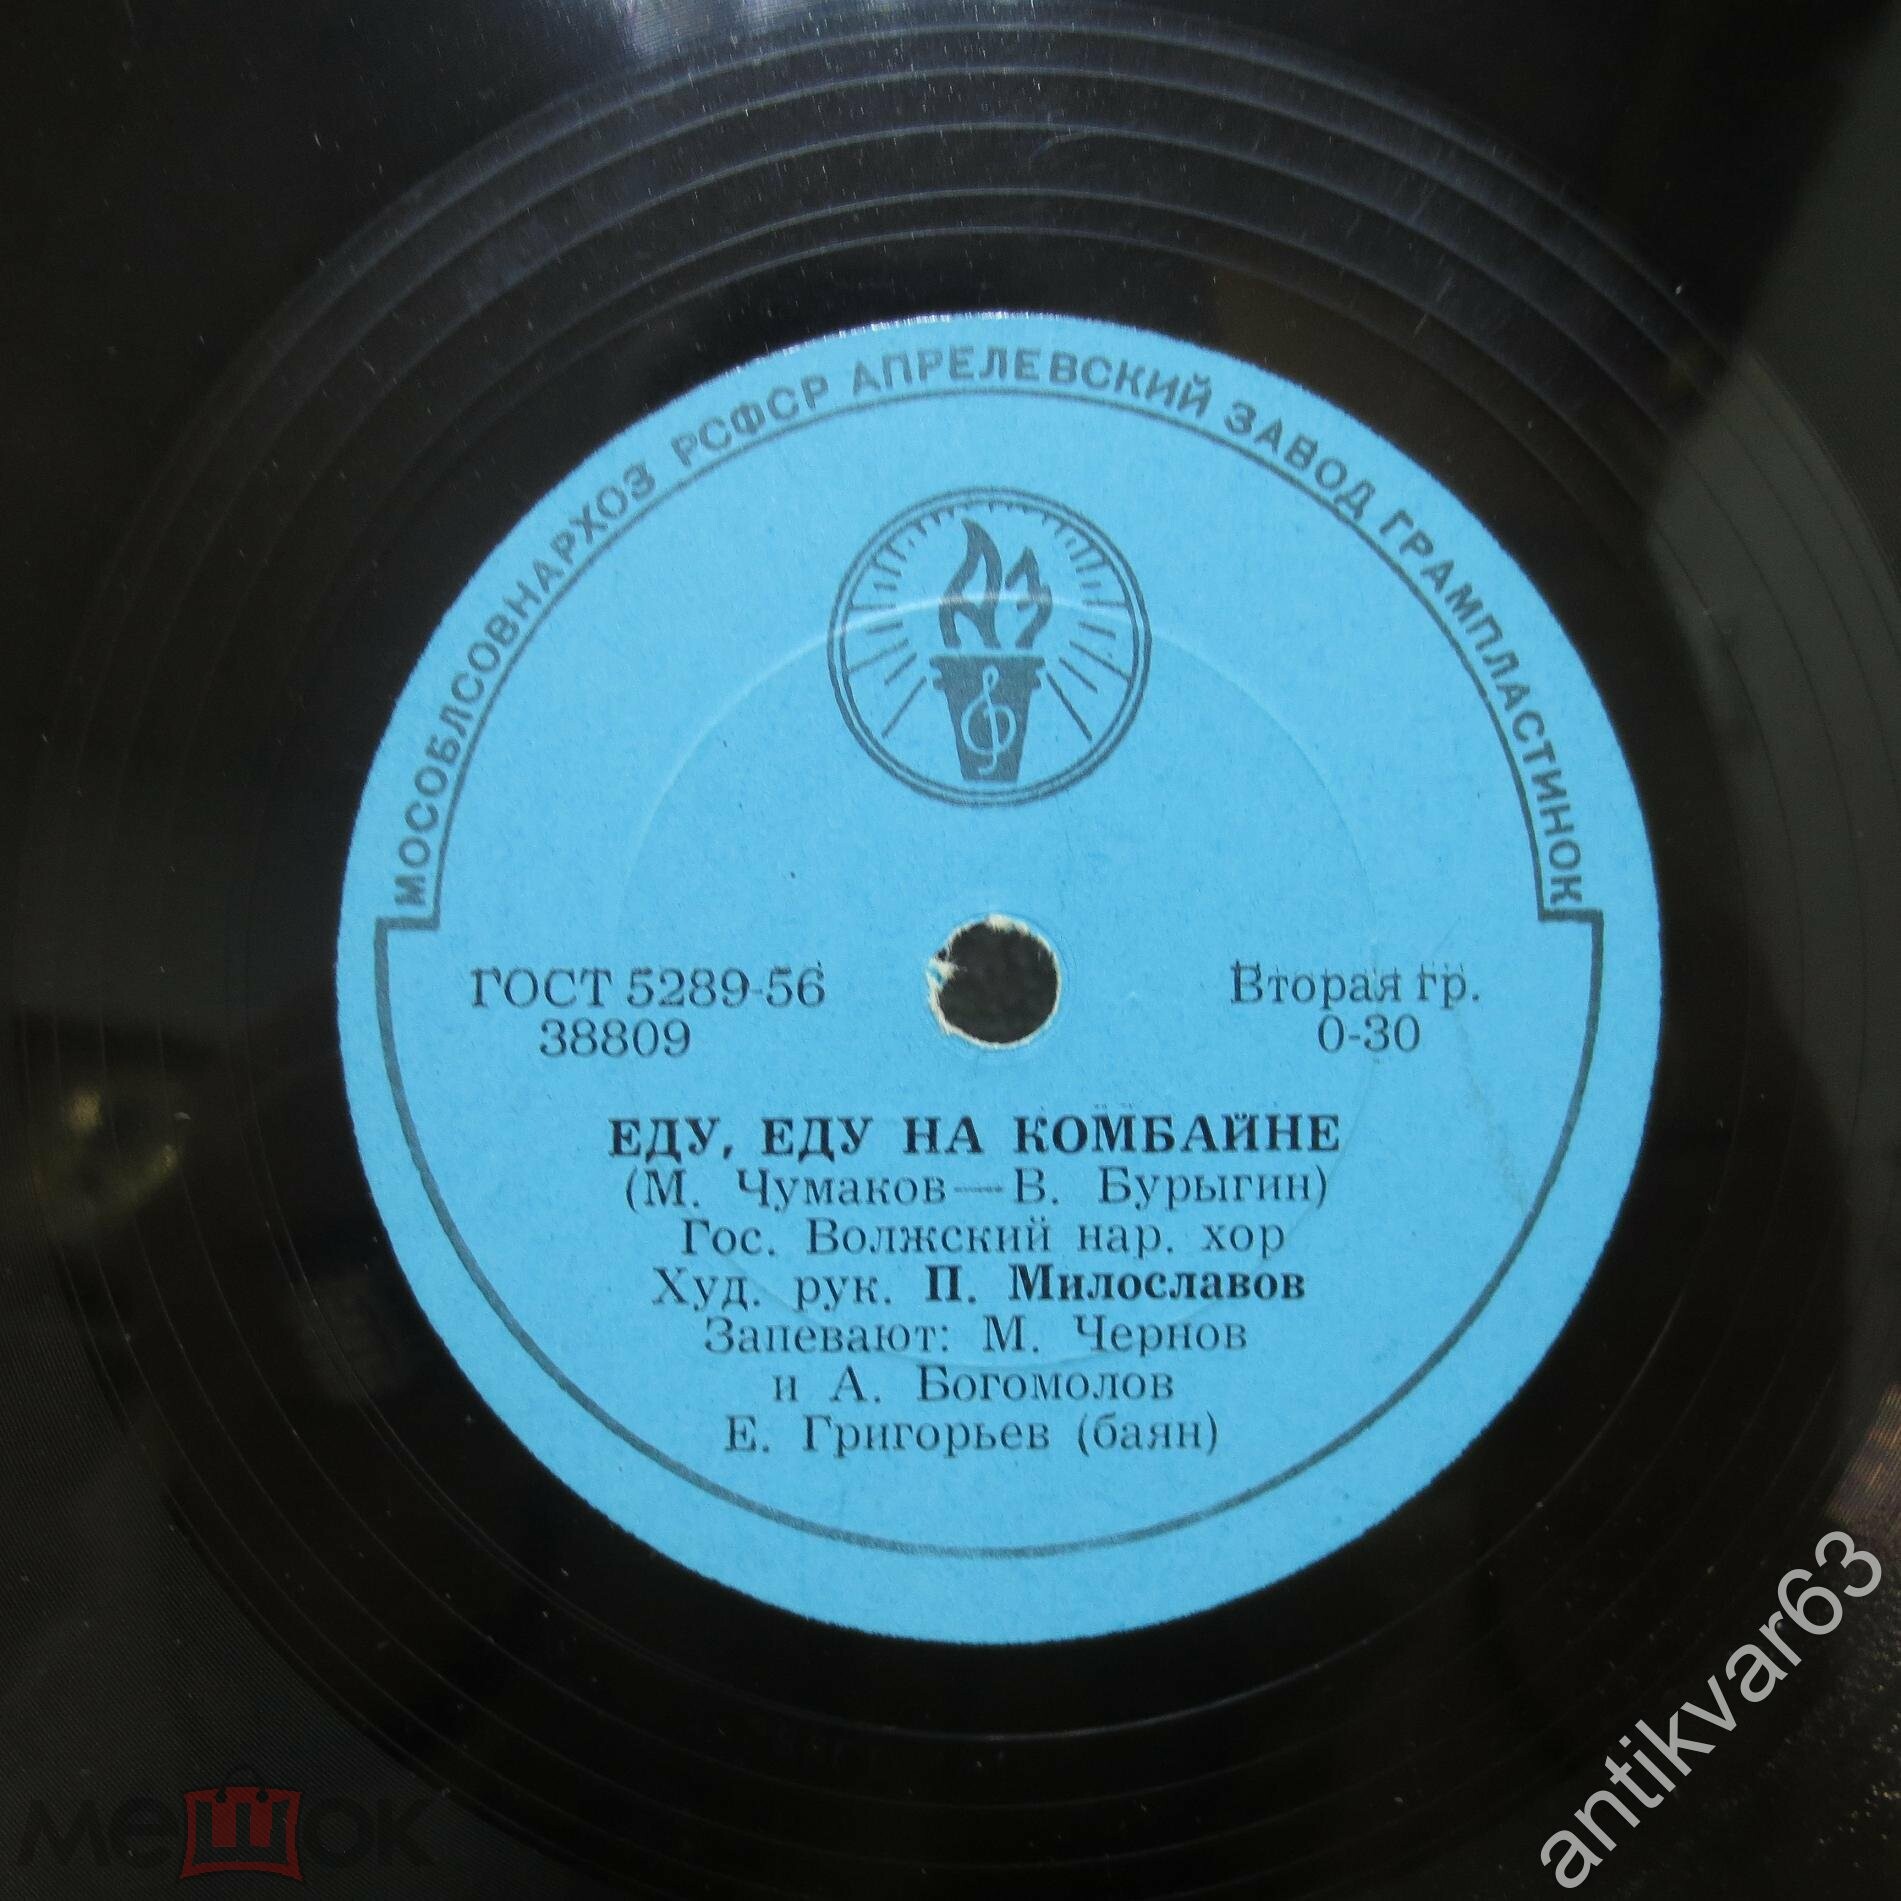 МОСОБЛСОВНАРХОЗ РСФСР АПРЕЛЕВСКИЙ ЗАВОД ГРАМПЛАСТИНОК
ГОСТ 5289-56
38809
Вторая гр.
0-30
ЕДУ, ЕДУ НА КОМБАЙНЕ
(М. Чумаков—В. Бурыгин)
Гос. Волжский нар. хор
Худ. рук. П. Милославов
Запевают: М. Чернов
и А. Богомолов
Е. Григорьев (баян)
мешок
antikvar63